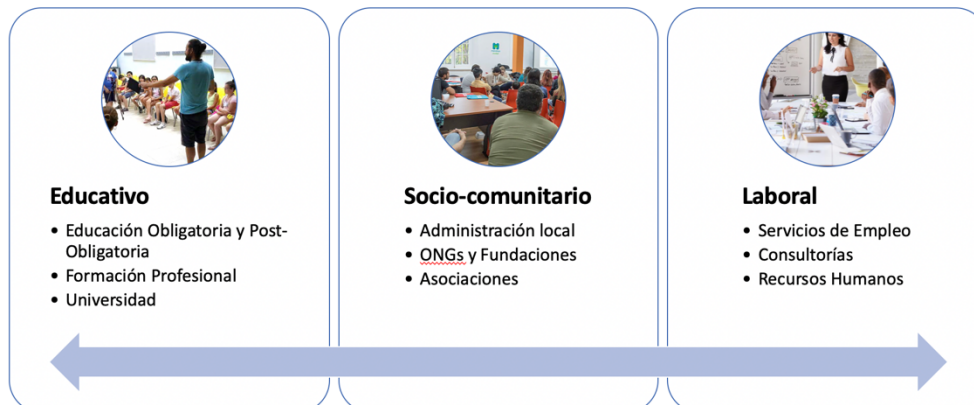 Educativo
• Educación Obligatoria y Post-
Obligatoria
• Formación Profesional
• Universidad
Socio-comunitario
• Administración local
• ONGs y Fundaciones
• Asociaciones
Laboral
• Servicios de Empleo
• Consultorías
• Recursos Humanos